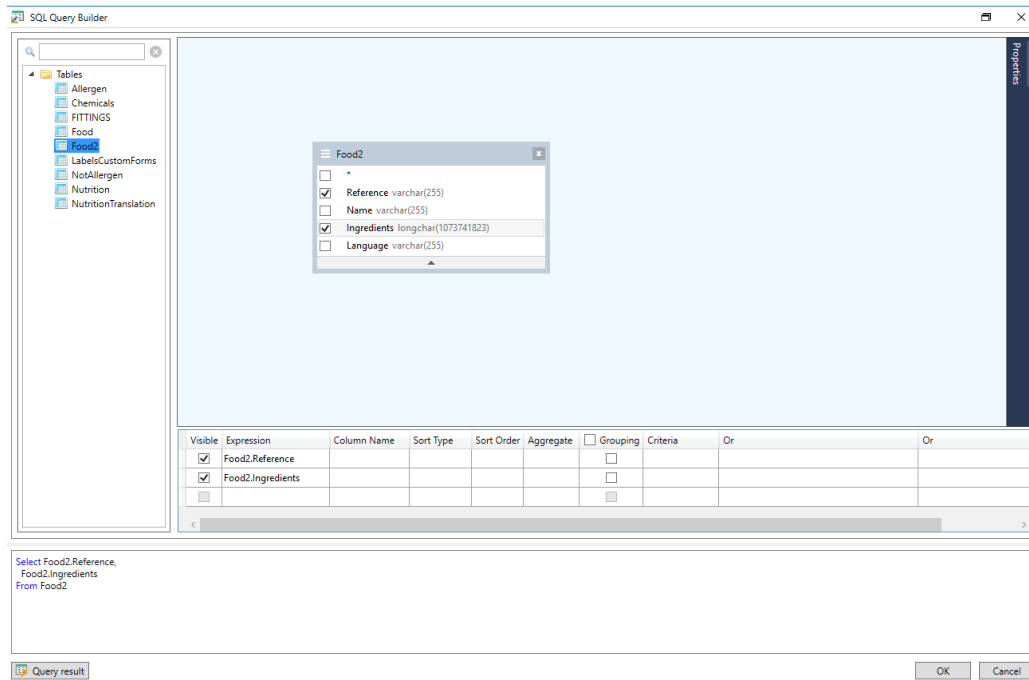 SQL Query Builder
Properties
Tables
Allergen
Chemicals
FITTINGS
Food
Food2
LabelsCustomForms
NotAllergen
Nutrition
NutritionTranslation
Food2
*
Reference varchar(255)
Name varchar(255)
Ingredients longchar(1073741823)
Language varchar(255)
Visible Expression Column Name Sort Type Sort Order Aggregate Grouping Criteria Or Or
Food2.Reference
Food2.Ingredients
Select Food2.Reference,
Food2.Ingredients
From Food2
Query result OK Cancel